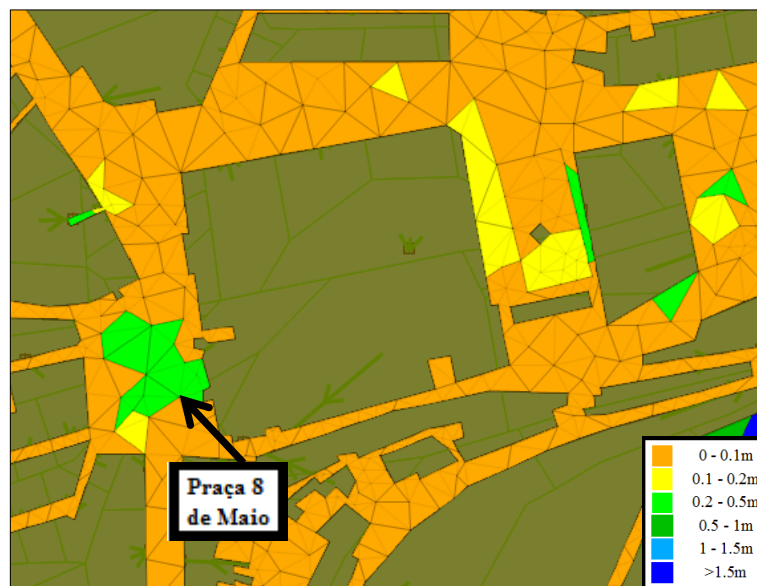 Praça 8
de Maio
0 - 0.1m
0.1 - 0.2m
0.2 - 0.5m
0.5 - 1m
1 - 1.5m
>1.5m